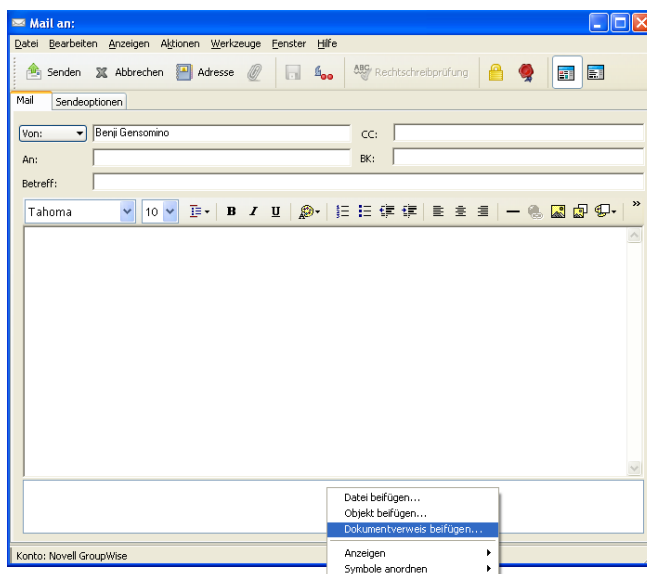 Mail an:
Datei Bearbeiten Anzeigen Aktionen Werkzeuge Fenster Hilfe
Senden Abbrechen Adresse ABC Rechtschreibprüfung
Mail Sendeoptionen
Von: Benji Gensomino CC:
An: BK:
Betreff:
Tahoma 10 B I U »
Datei beifügen...
Objekt beifügen...
Dokumentverweis beifügen...
Anzeigen
Symbole anordnen
Konto: Novell GroupWise